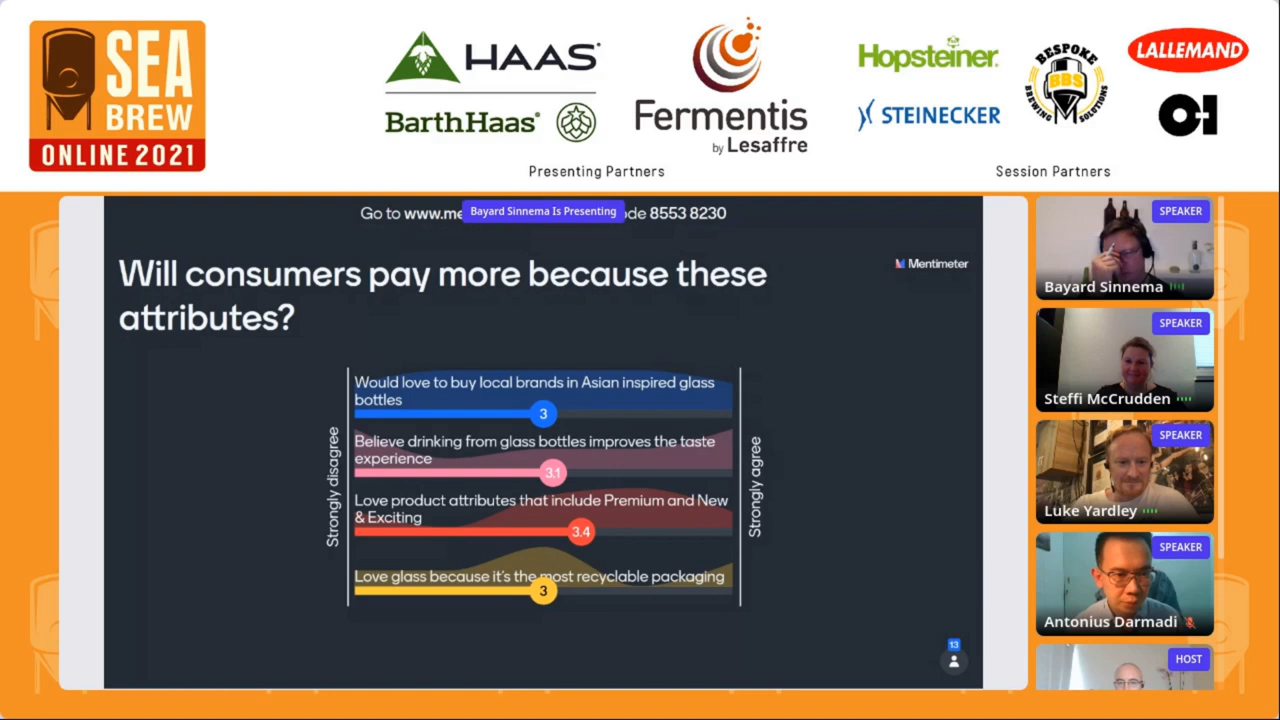 SEA
BREW
ONLINE 2021
HAAS®
BarthHaas®
Fermentis
by Lesaffre
Hopsteiner
STEINECKER
BESPOKE
BBS
BREWING SOLUTIONS
LALLEMAND
OI
Presenting Partners
Session Partners
Go to www.me
Bayard Sinnema Is Presenting
de 8553 8230
Will consumers pay more because these
attributes?
Mentimeter
Strongly disagree
Would love to buy local brands in Asian inspired glass
bottles
3
Believe drinking from glass bottles improves the taste
experience
3.1
Love product attributes that include Premium and New
& Exciting
3.4
Love glass because it's the most recyclable packaging
3
Strongly agree
13
SPEAKER
Bayard Sinnema
SPEAKER
Steffi McCrudden
SPEAKER
Luke Yardley
SPEAKER
Antonius Darmadi
HOST